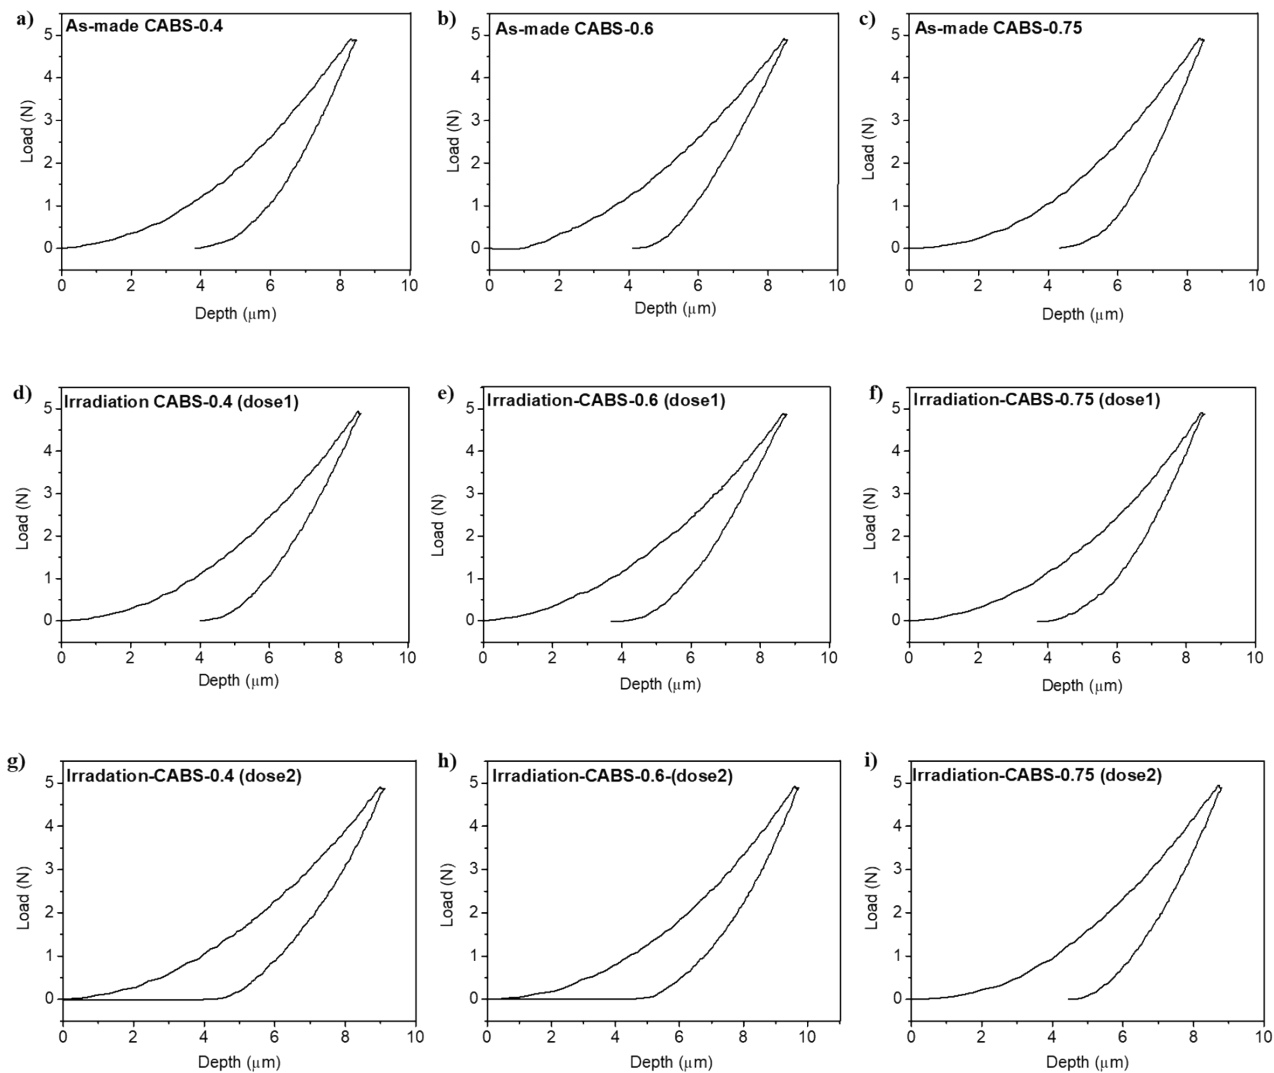 a)
As-made CABS-0.4
5
4
3
2
1
0
Load (N)
0 2 4 6 8 10
Depth (μm)
b)
As-made CABS-0.6
5
4
3
2
1
0
Load (N)
0 2 4 6 8 10
Depth (μm)
c)
As-made CABS-0.75
5
4
3
2
1
0
Load (N)
0 2 4 6 8 10
Depth (μm)
d)
Irradiation CABS-0.4 (dose1)
5
4
3
2
1
0
Load (N)
0 2 4 6 8 10
Depth (μm)
e)
Irradiation-CABS-0.6 (dose1)
5
4
3
2
1
0
Load (N)
0 2 4 6 8 10
Depth (μm)
f)
Irradiation-CABS-0.75 (dose1)
5
4
3
2
1
0
Load (N)
0 2 4 6 8 10
Depth (μm)
g)
Irradation-CABS-0.4 (dose2)
5
4
3
2
1
0
Load (N)
0 2 4 6 8 10
Depth (μm)
h)
Irradiation-CABS-0.6-(dose2)
5
4
3
2
1
0
Load (N)
0 2 4 6 8 10
Depth (μm)
i)
Irradiation-CABS-0.75 (dose2)
5
4
3
2
1
0
Load (N)
0 2 4 6 8 10
Depth (μm)